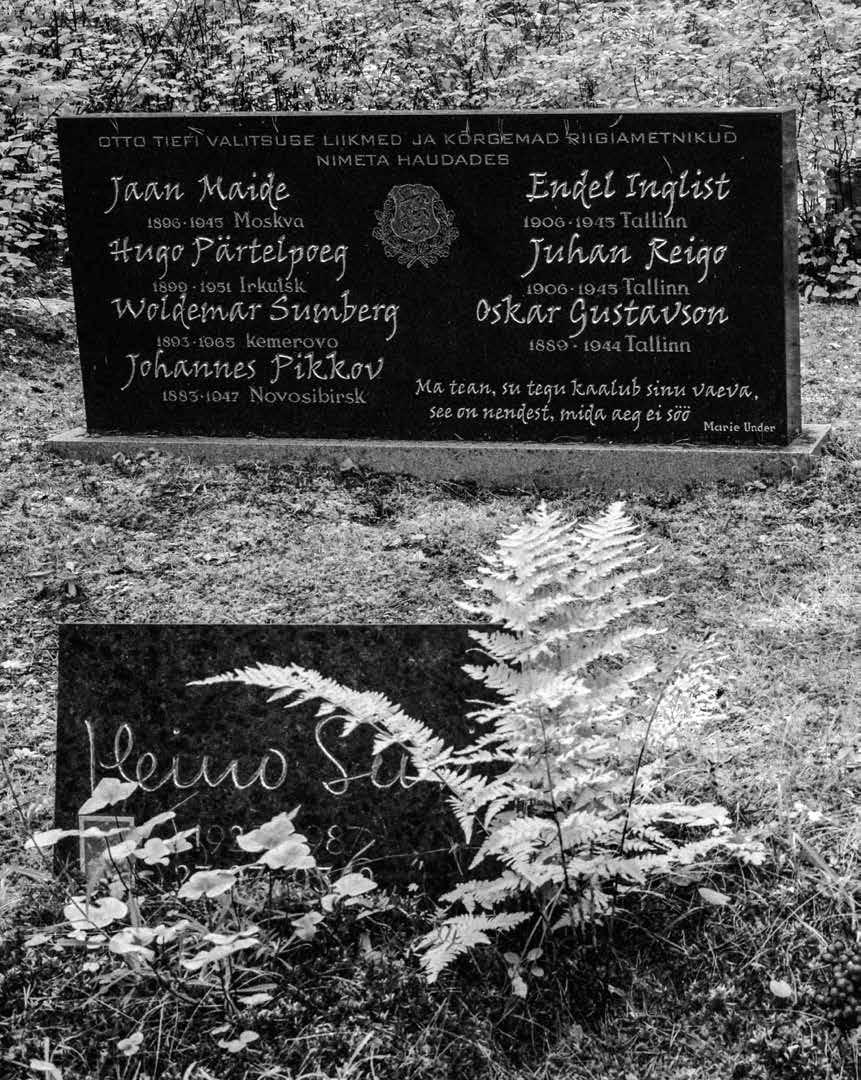 OTTO TIEFI VALITSUSE LIIKMED JA KÕRGEMAD RIIGIAMETNIKUD
NIMETA HAUDADES
Jaan Maide
1896·1945 Moskva
Hugo Pärtelpoeg
1899·1951 Irkutsk
Woldemar Sumberg
1893·1965 Kemerovo
Johannes Pikkov
1883·1947 Novosibirsk
Endel Inglist
1906·1945 Tallinn
Juhan Reigo
1906·1945 Tallinn
Oskar Gustavson
1889·1944 Tallinn
Ma tean, su tegu kaalub sinu vaeva,
see on nendest, mida aeg ei söö
Marie Under
Heino